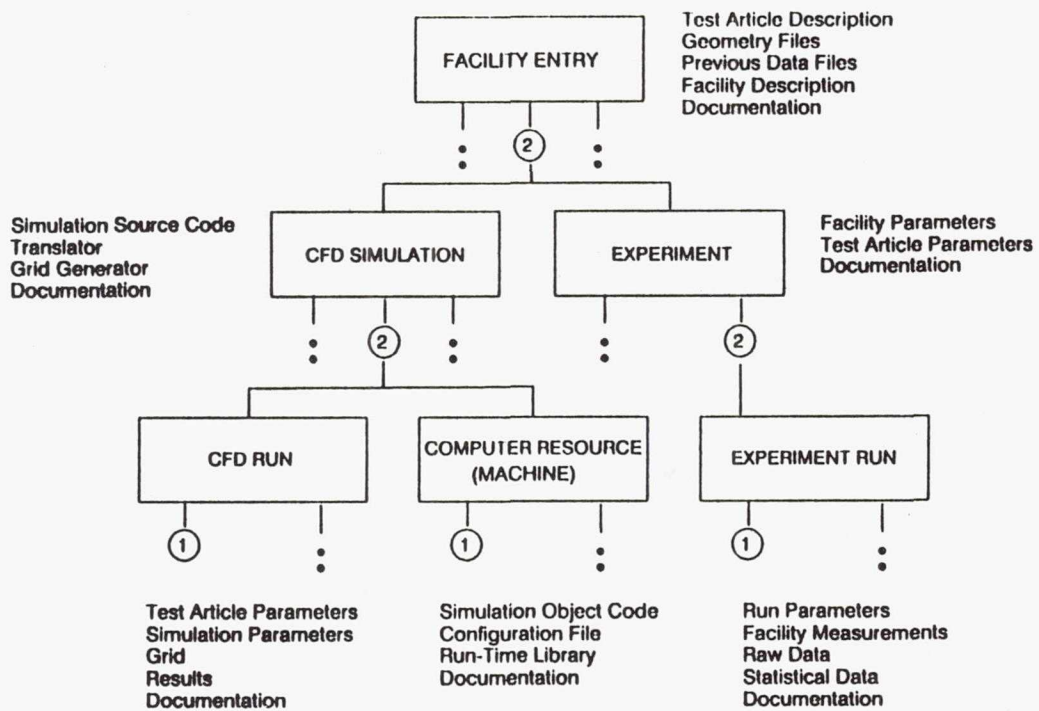 FACILITY ENTRY
Test Article Description
Geometry Files
Previous Data Files
Facility Description
Documentation
2
Simulation Source Code
Translator
Grid Generator
Documentation
CFD SIMULATION
EXPERIMENT
Facility Parameters
Test Article Parameters
Documentation
2
2
CFD RUN
COMPUTER RESOURCE
(MACHINE)
EXPERIMENT RUN
1
1
1
Test Article Parameters
Simulation Parameters
Grid
Results
Documentation
Simulation Object Code
Configuration File
Run-Time Library
Documentation
Run Parameters
Facility Measurements
Raw Data
Statistical Data
Documentation